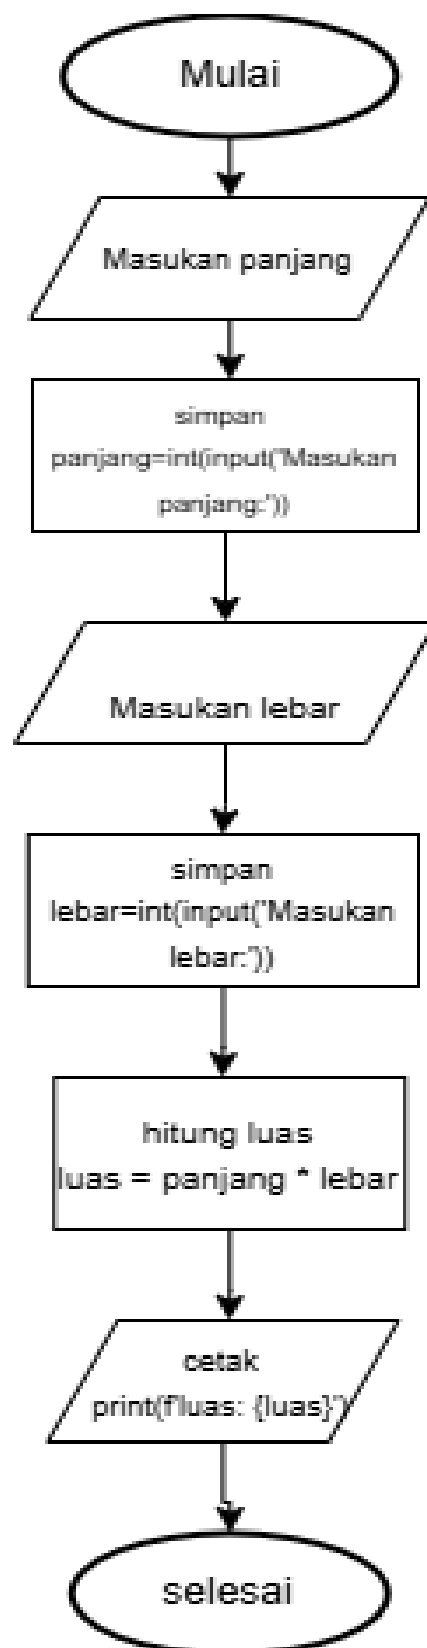 Mulai
Masukan panjang
simpan
panjang=int(input("Masukan
panjang:"))
Masukan lebar
simpan
lebar=int(input("Masukan
lebar:"))
hitung luas
luas = panjang * lebar
cetak
print(f"luas: {luas}")
selesai